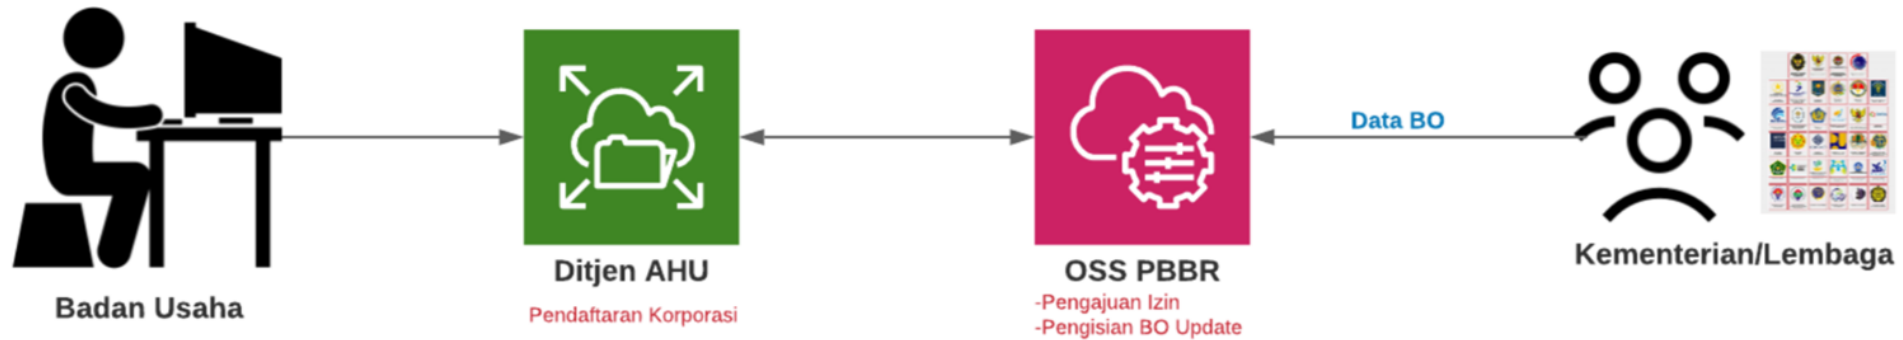 Data BO
Badan Usaha
Ditjen AHU
Pendaftaran Korporasi
OSS PBBR
-Pengajuan Izin
-Pengisian BO Update
Kementerian/Lembaga